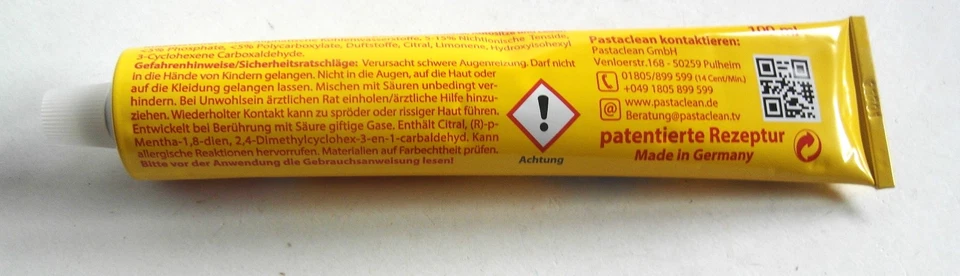 100 ml
<5% Phosphate, <5% Polycarboxylate, Duftstoffe, Citral, Limonene, Hydroxyisohexyl
3-Cyclohexene Carboxaldehyde.
Gefahrenhinweise/Sicherheitsratschläge: Verursacht schwere Augenreizung. Darf nicht
in die Hände von Kindern gelangen. Nicht in die Augen, auf die Haut oder
auf die Kleidung gelangen lassen. Mischen mit Säuren unbedingt ver-
hindern. Bei Unwohlsein ärztlichen Rat einholen/ärztliche Hilfe hinzu-
ziehen. Wiederholter Kontakt kann zu spröder oder rissiger Haut führen.
Entwickelt bei Berührung mit Säure giftige Gase. Enthält Citral, (R)-p-
Mentha-1,8-dien, 2,4-Dimethylcyclohex-3-en-1-carbaldehyd. Kann
allergische Reaktionen hervorrufen. Materialien auf Farbechtheit prüfen.
Bitte vor der Anwendung die Gebrauchsanweisung lesen!
Achtung
Pastaclean kontaktieren:
Pastaclean GmbH
Venloerstr.168 - 50259 Pulheim
01805/899 599 (14 Cent/Min.)
+049 1805 899 599
@ www.pastaclean.de
Beratung@pastaclean.tv
patentierte Rezeptur
Made in Germany